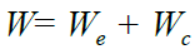 W= W_e + W_c